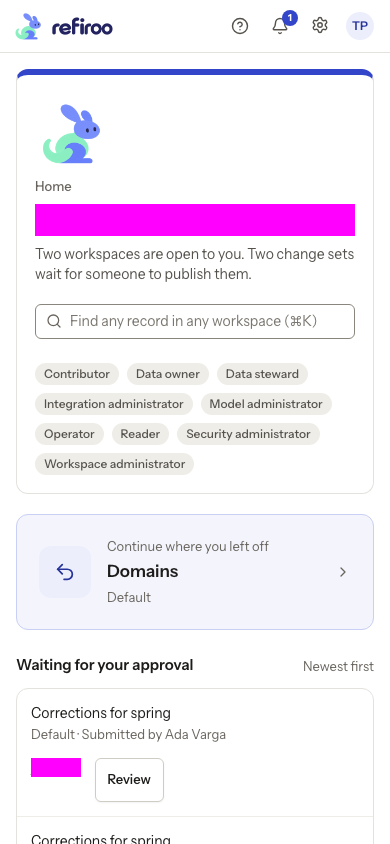 refiroo
1
TP
Home
Two workspaces are open to you. Two change sets
wait for someone to publish them.
Find any record in any workspace (⌘K)
Contributor
Data owner
Data steward
Integration administrator
Model administrator
Operator
Reader
Security administrator
Workspace administrator
Continue where you left off
Domains
Default
Waiting for your approval
Newest first
Corrections for spring
Default · Submitted by Ada Varga
Review
Corrections for spring